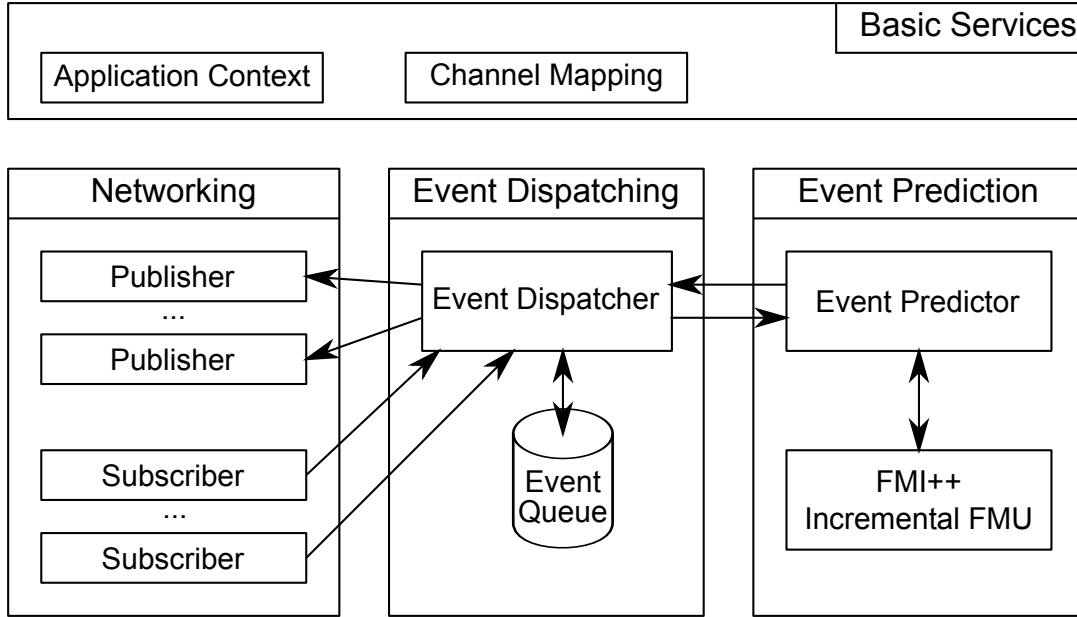 Basic Services
Application Context
Channel Mapping
Networking
Publisher
...
Publisher
Subscriber
...
Subscriber
Event Dispatching
Event Dispatcher
Event
Queue
Event Prediction
Event Predictor
FMI++
Incremental FMU